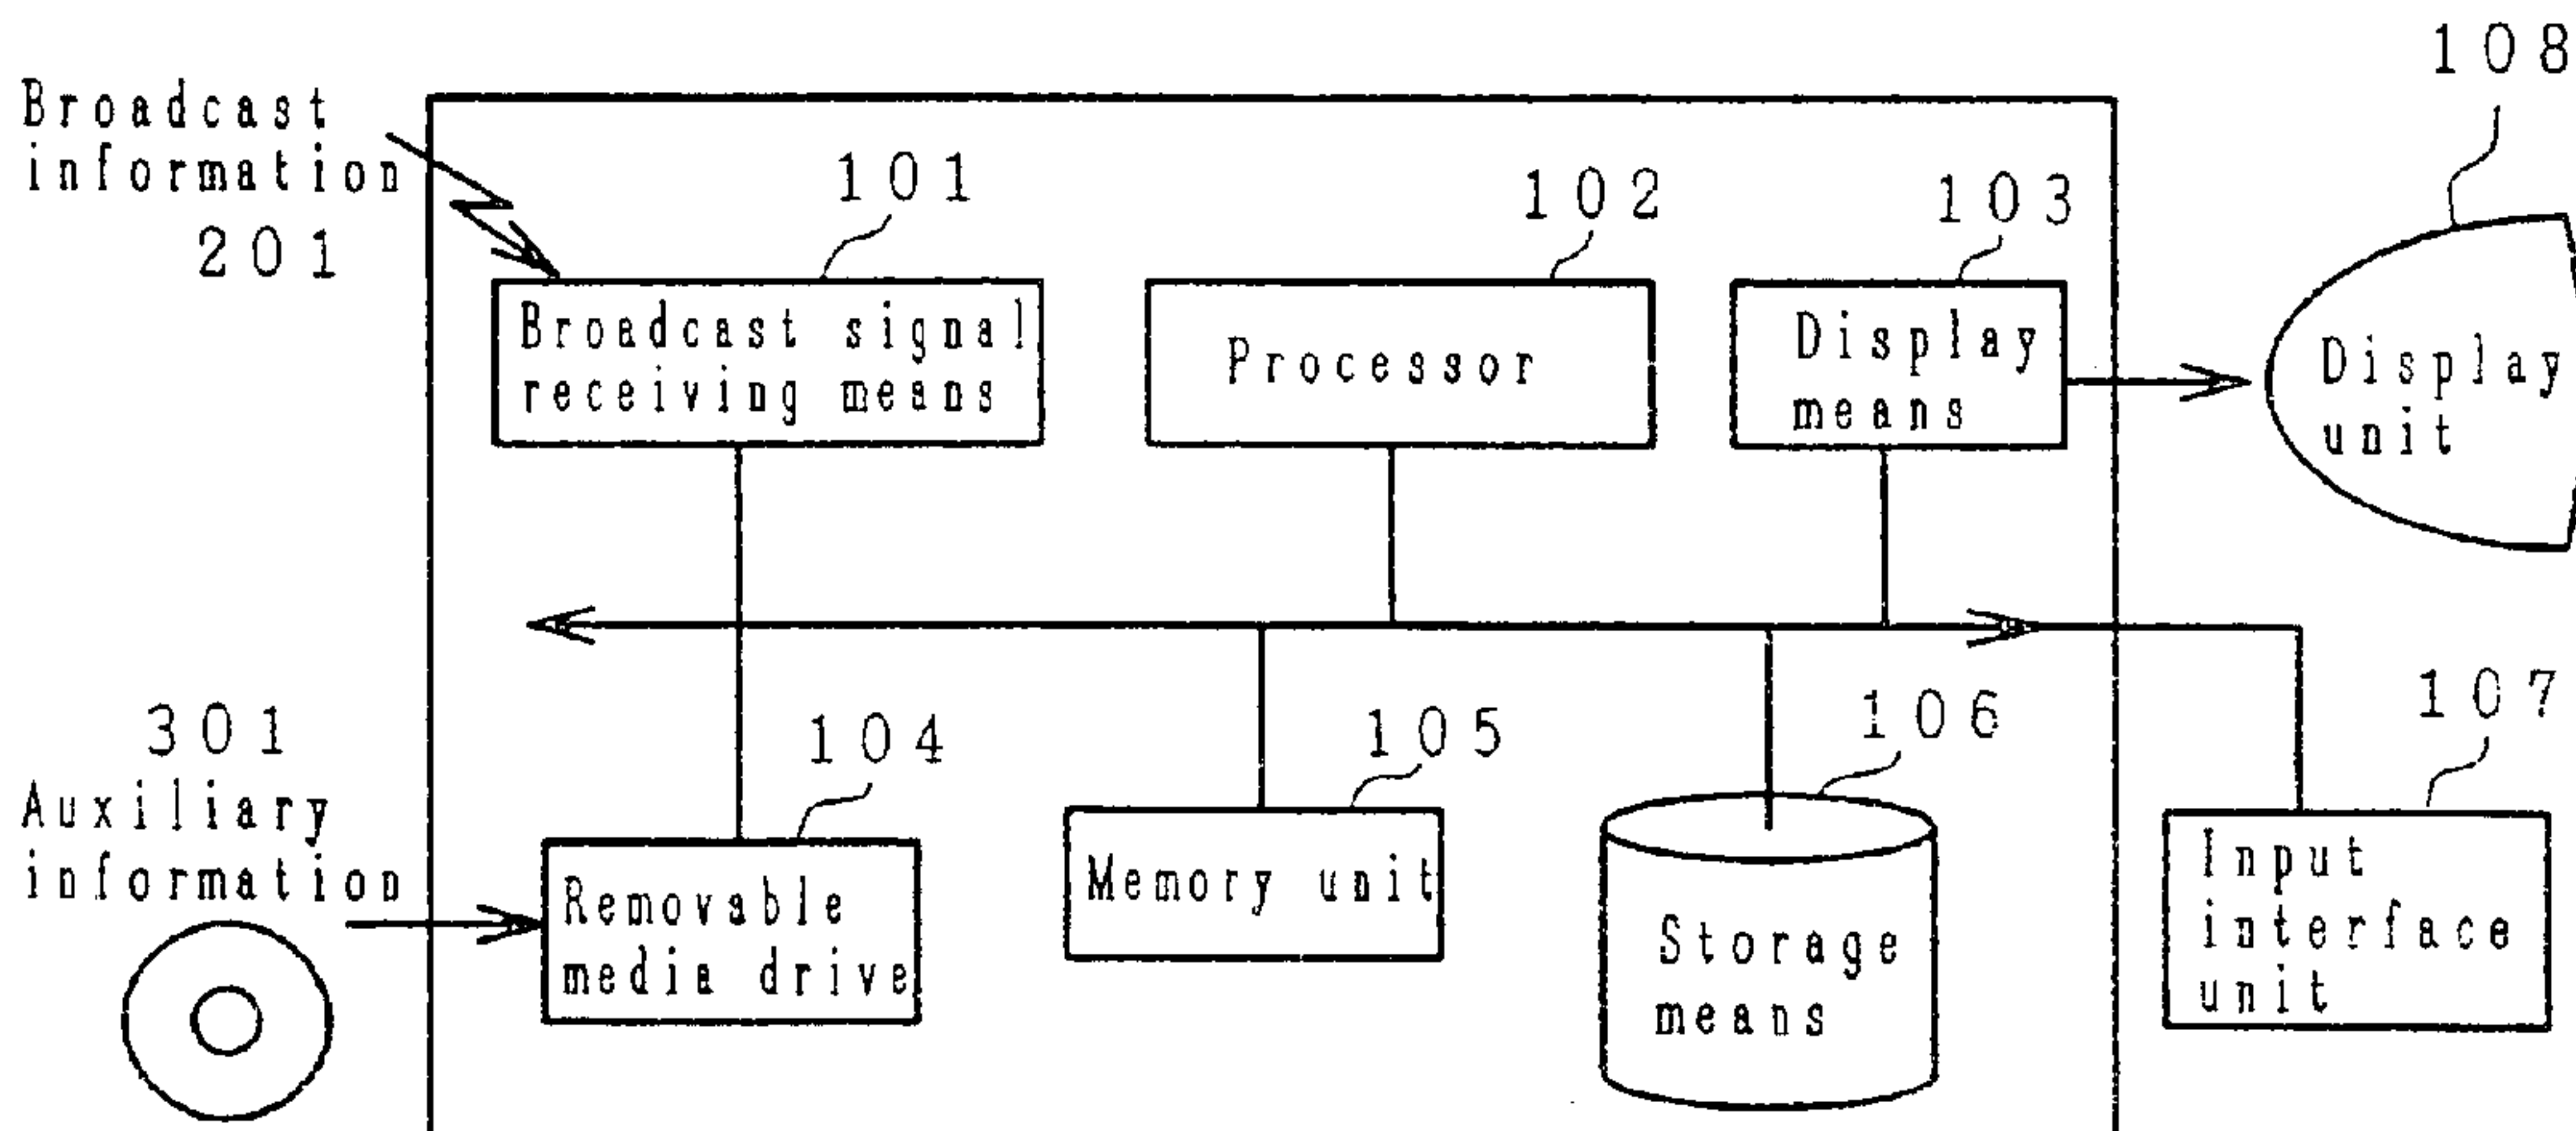 108
Broadcast
information
201
101
102
103
Broadcast signal
receiving means
Processor
Display
means
Display
unit
301
Auxiliary
information
104
105
106
107
Removable
media drive
Memory unit
Storage
means
Input
interface
unit